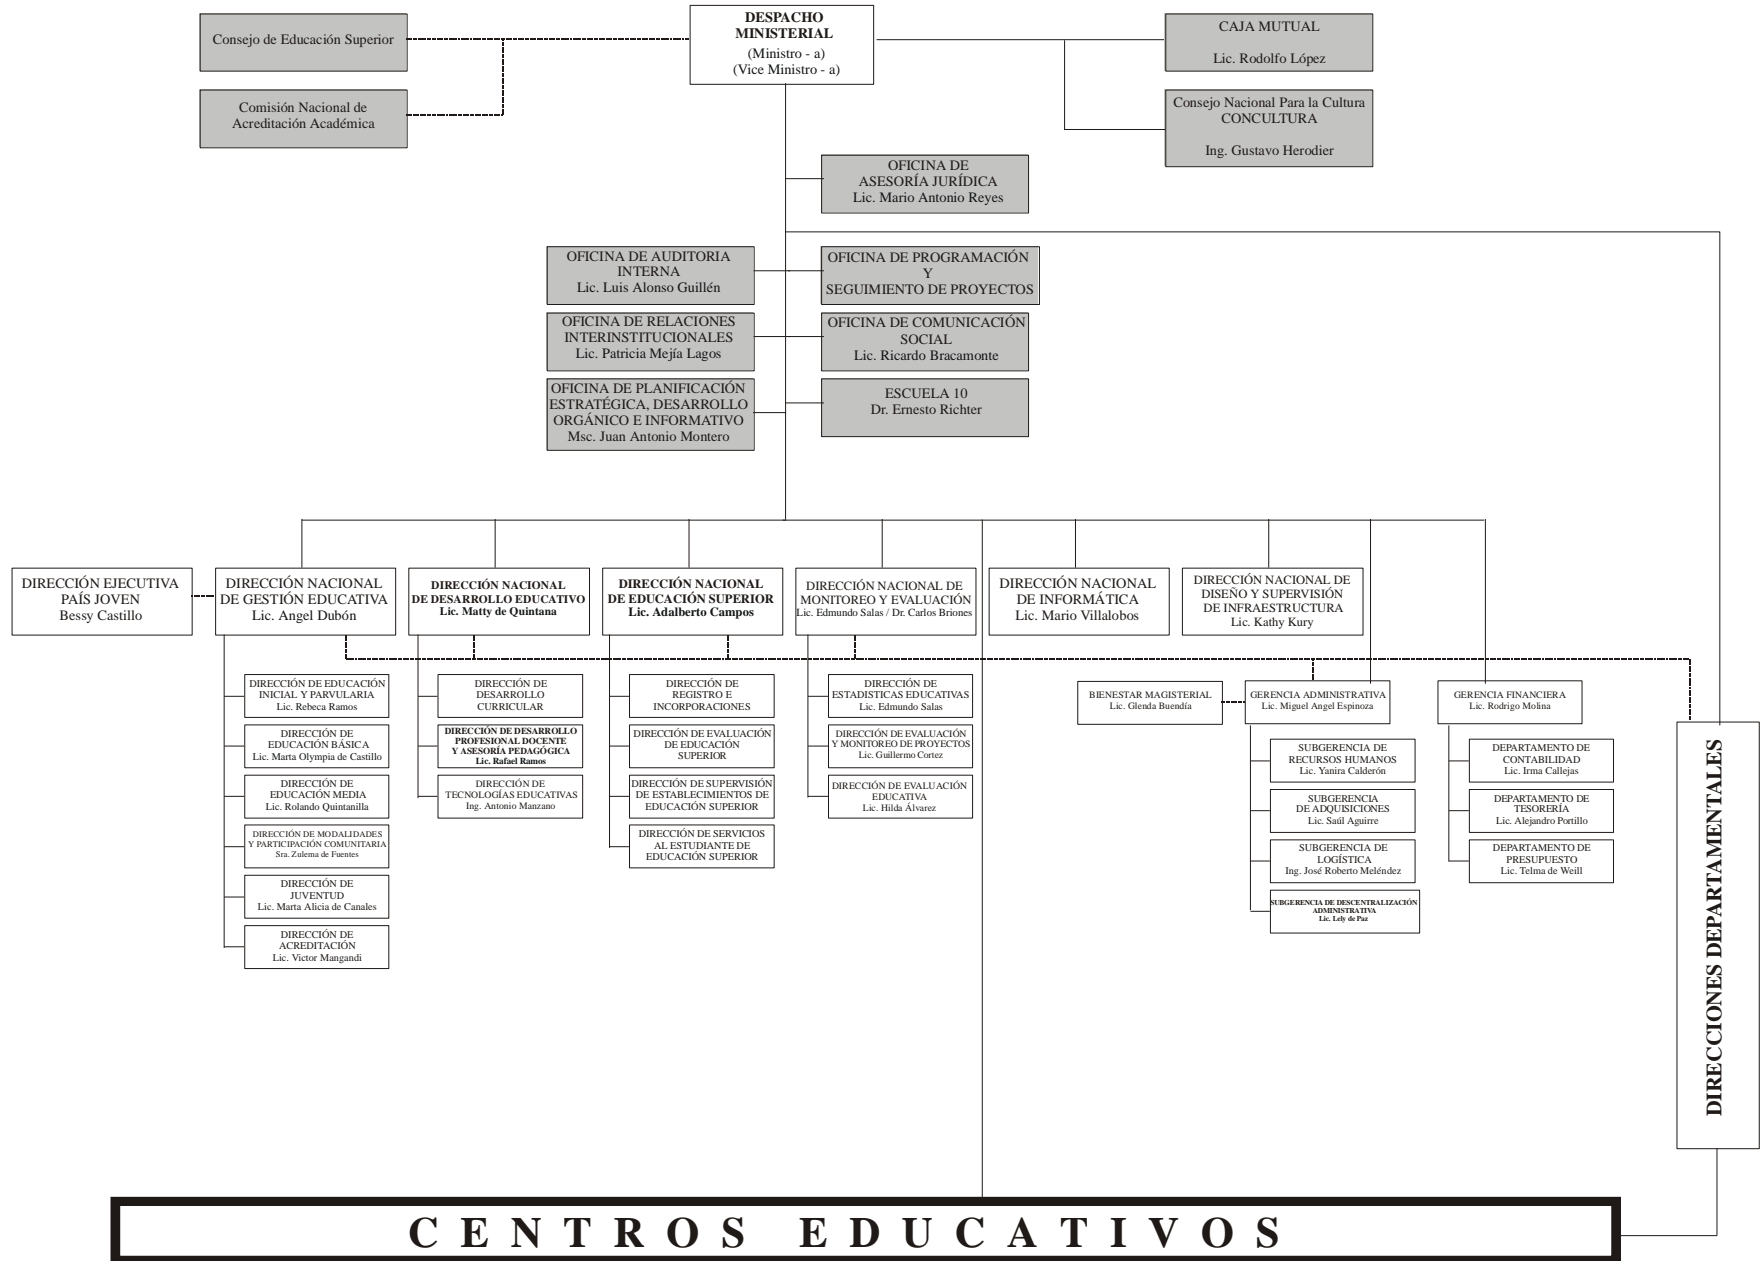 Consejo de Educación Superior
DESPACHO
MINISTERIAL
(Ministro - a)
(Vice Ministro - a)
CAJA MUTUAL
Lic. Rodolfo López
Comisión Nacional de
Acreditación Académica
Consejo Nacional Para la Cultura
CONCULTURA
Ing. Gustavo Herodier
OFICINA DE
ASESORÍA JURÍDICA
Lic. Mario Antonio Reyes
OFICINA DE AUDITORIA
INTERNA
Lic. Luis Alonso Guillén
OFICINA DE PROGRAMACIÓN
Y
SEGUIMIENTO DE PROYECTOS
OFICINA DE RELACIONES
INTERINSTITUCIONALES
Lic. Patricia Mejía Lagos
OFICINA DE COMUNICACIÓN
SOCIAL
Lic. Ricardo Bracamonte
OFICINA DE PLANIFICACIÓN
ESTRATÉGICA, DESARROLLO
ORGÁNICO E INFORMATIVO
Msc. Juan Antonio Montero
ESCUELA 10
Dr. Ernesto Richter
DIRECCIÓN EJECUTIVA
PAÍS JOVEN
Bessy Castillo
DIRECCIÓN NACIONAL
DE GESTIÓN EDUCATIVA
Lic. Angel Dubón
DIRECCIÓN NACIONAL
DE DESARROLLO EDUCATIVO
Lic. Matty de Quintana
DIRECCIÓN NACIONAL
DE EDUCACIÓN SUPERIOR
Lic. Adalberto Campos
DIRECCIÓN NACIONAL DE
MONITOREO Y EVALUACIÓN
Lic. Edmundo Salas / Dr. Carlos Briones
DIRECCIÓN NACIONAL
DE INFORMÁTICA
Lic. Mario Villalobos
DIRECCIÓN NACIONAL DE
DISEÑO Y SUPERVISIÓN
DE INFRAESTRUCTURA
Lic. Kathy Kury
DIRECCIÓN DE EDUCACIÓN
INICIAL Y PARVULARIA
Lic. Rebeca Ramos
DIRECCIÓN DE
EDUCACIÓN BÁSICA
Lic. Marta Olympia de Castillo
DIRECCIÓN DE
EDUCACIÓN MEDIA
Lic. Rolando Quintanilla
DIRECCIÓN DE MODALIDADES
Y PARTICIPACIÓN COMUNITARIA
Sra. Zulema de Fuentes
DIRECCIÓN DE
JUVENTUD
Lic. Marta Alicia de Canales
DIRECCIÓN DE
ACREDITACIÓN
Lic. Victor Mangandi
DIRECCIÓN DE
DESARROLLO
CURRICULAR
DIRECCIÓN DE DESARROLLO
PROFESIONAL DOCENTE
Y ASESORÍA PEDAGÓGICA
Lic. Rafael Ramos
DIRECCIÓN DE
TECNOLOGÍAS EDUCATIVAS
Ing. Antonio Manzano
DIRECCIÓN DE
REGISTRO E
INCORPORACIONES
DIRECCIÓN DE EVALUACIÓN
DE EDUCACIÓN
SUPERIOR
DIRECCIÓN DE SUPERVISIÓN
DE ESTABLECIMIENTOS DE
EDUCACIÓN SUPERIOR
DIRECCIÓN DE SERVICIOS
AL ESTUDIANTE DE
EDUCACIÓN SUPERIOR
DIRECCIÓN DE
ESTADISTICAS EDUCATIVAS
Lic. Edmundo Salas
DIRECCIÓN DE EVALUACIÓN
Y MONITOREO DE PROYECTOS
Lic. Guillermo Cortez
DIRECCIÓN DE EVALUACIÓN
EDUCATIVA
Lic. Hilda Álvarez
BIENESTAR MAGISTERIAL
Lic. Glenda Buendía
GERENCIA ADMINISTRATIVA
Lic. Miguel Angel Espinoza
SUBGERENCIA DE
RECURSOS HUMANOS
Lic. Yanira Calderón
SUBGERENCIA
DE ADQUISICIONES
Lic. Saúl Aguirre
SUBGERENCIA DE
LOGÍSTICA
Ing. José Roberto Meléndez
SUBGERENCIA DE DESCENTRALIZACIÓN
ADMINISTRATIVA
Lic. Lely de Paz
GERENCIA FINANCIERA
Lic. Rodrigo Molina
DEPARTAMENTO DE
CONTABILIDAD
Lic. Irma Callejas
DEPARTAMENTO DE
TESORERÍA
Lic. Alejandro Portillo
DEPARTAMENTO DE
PRESUPUESTO
Lic. Telma de Weill
DIRECCIONES DEPARTAMENTALES
CENTROS EDUCATIVOS